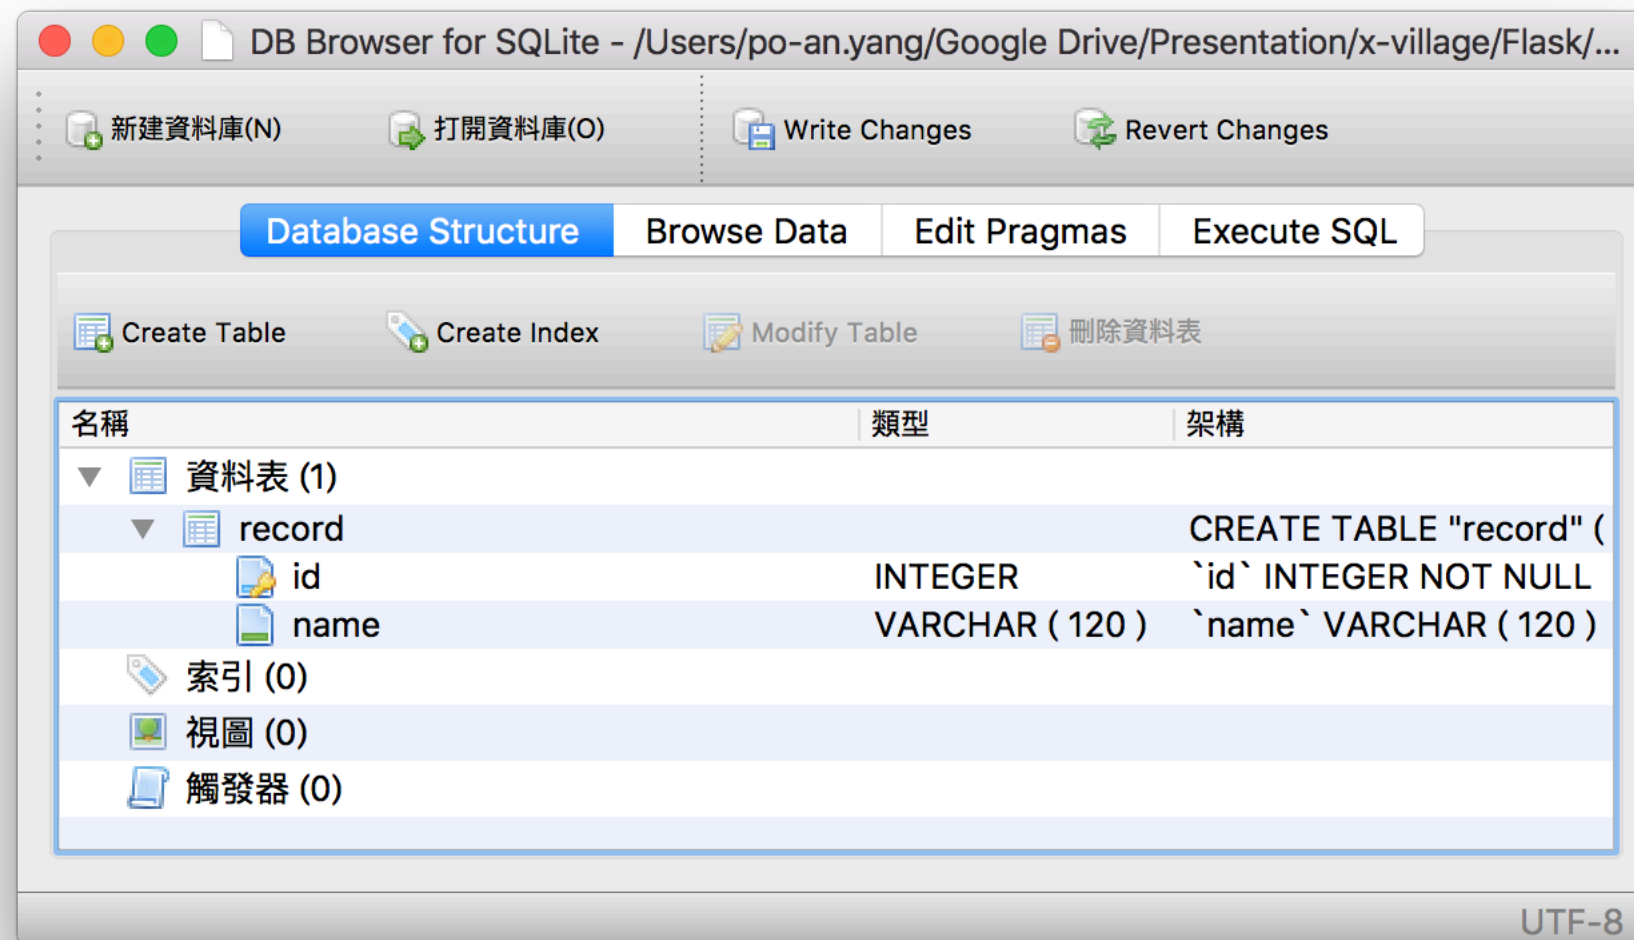 DB Browser for SQLite - /Users/po-an.yang/Google Drive/Presentation/x-village/Flask/...
新建資料庫(N) 打開資料庫(O) Write Changes Revert Changes
Database Structure Browse Data Edit Pragmas Execute SQL
Create Table Create Index Modify Table 刪除資料表
名稱 類型 架構
資料表 (1)
record CREATE TABLE "record" (
id INTEGER `id` INTEGER NOT NULL
name VARCHAR ( 120 ) `name` VARCHAR ( 120 )
索引 (0)
視圖 (0)
觸發器 (0)
UTF-8